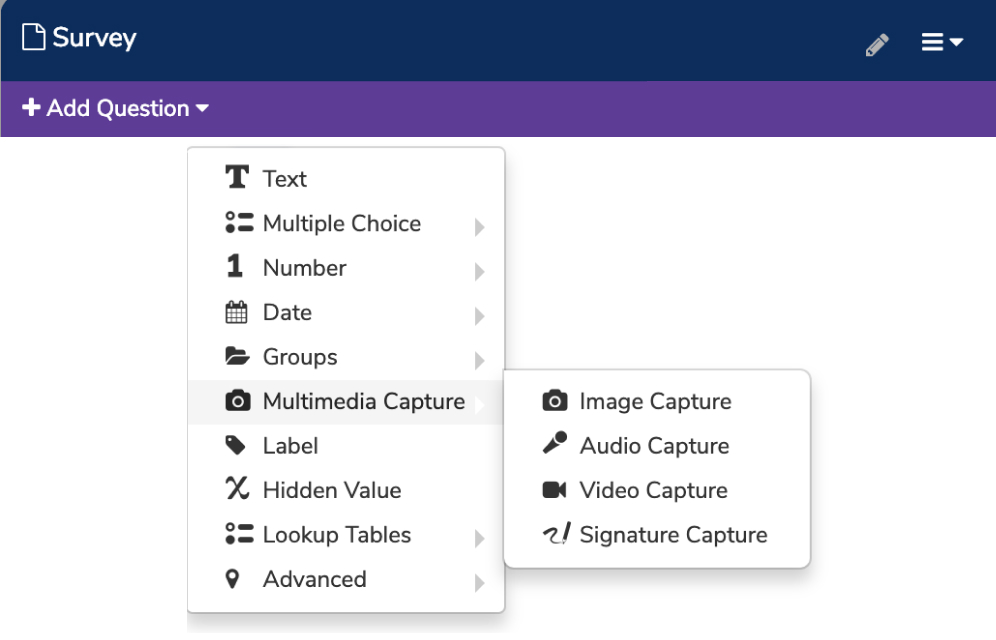 Survey
Add Question
Text
Multiple Choice
Number
Date
Groups
Multimedia Capture
Label
Hidden Value
Lookup Tables
Advanced
Image Capture
Audio Capture
Video Capture
Signature Capture